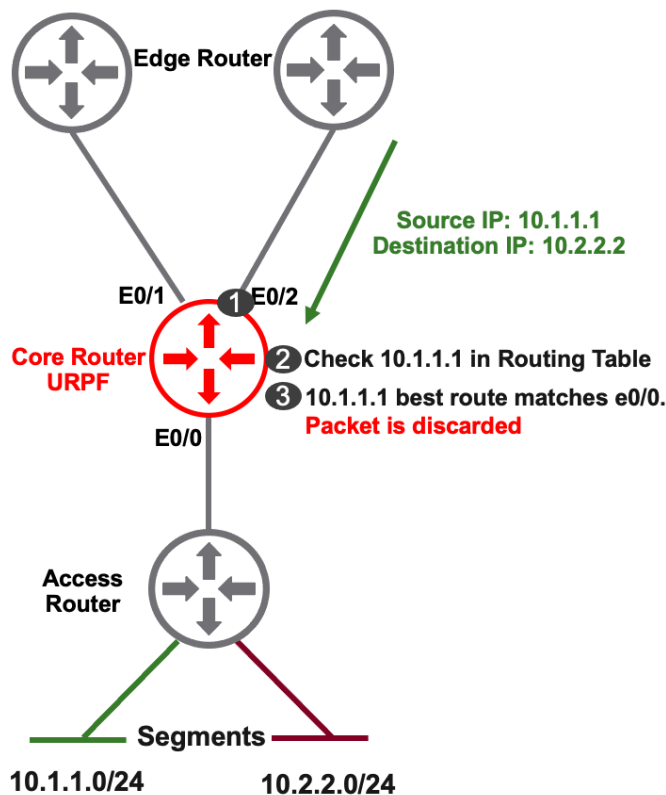 Edge Router
Source IP: 10.1.1.1
Destination IP: 10.2.2.2
E0/1
1
E0/2
Core Router
URPF
2 Check 10.1.1.1 in Routing Table
3 10.1.1.1 best route matches e0/0.
Packet is discarded
E0/0
Access
Router
Segments
10.1.1.0/24
10.2.2.0/24